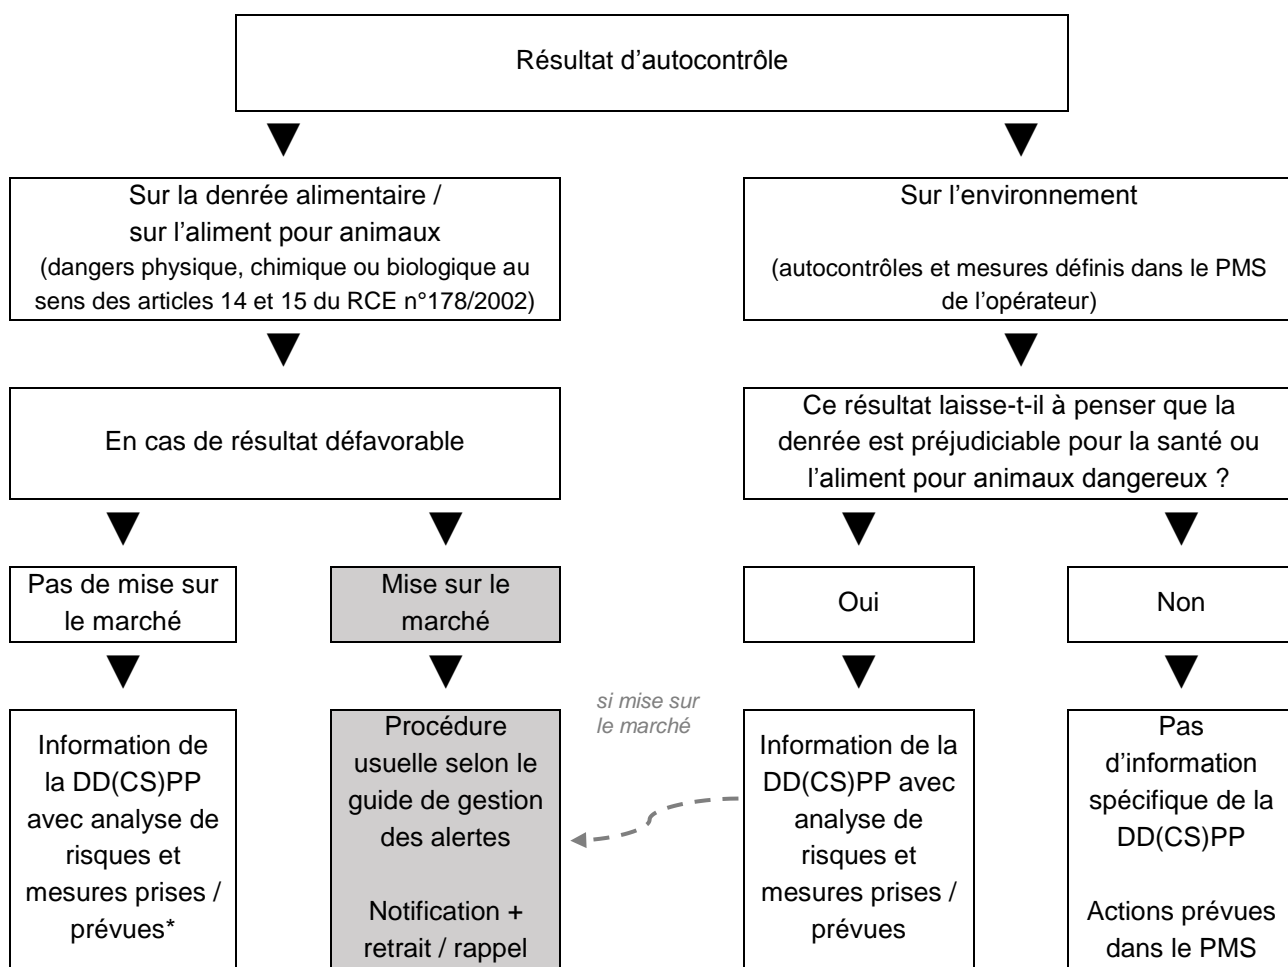 Résultat d’autocontrôle
Sur la denrée alimentaire /
sur l’aliment pour animaux
(dangers physique, chimique ou biologique au
sens des articles 14 et 15 du RCE n°178/2002)
Sur l’environnement
(autocontrôles et mesures définis dans le PMS
de l’opérateur)
En cas de résultat défavorable
Ce résultat laisse-t-il à penser que la
denrée est préjudiciable pour la santé ou
l’aliment pour animaux dangereux ?
Pas de mise sur
le marché
Mise sur le
marché
Oui
Non
Information de
la DD(CS)PP
avec analyse de
risques et
mesures prises /
prévues*
Procédure
usuelle selon le
guide de gestion
des alertes
Notification +
retrait / rappel
si mise sur
le marché
Information de la
DD(CS)PP avec
analyse de
risques et
mesures prises /
prévues
Pas
d’information
spécifique de la
DD(CS)PP
Actions prévues
dans le PMS